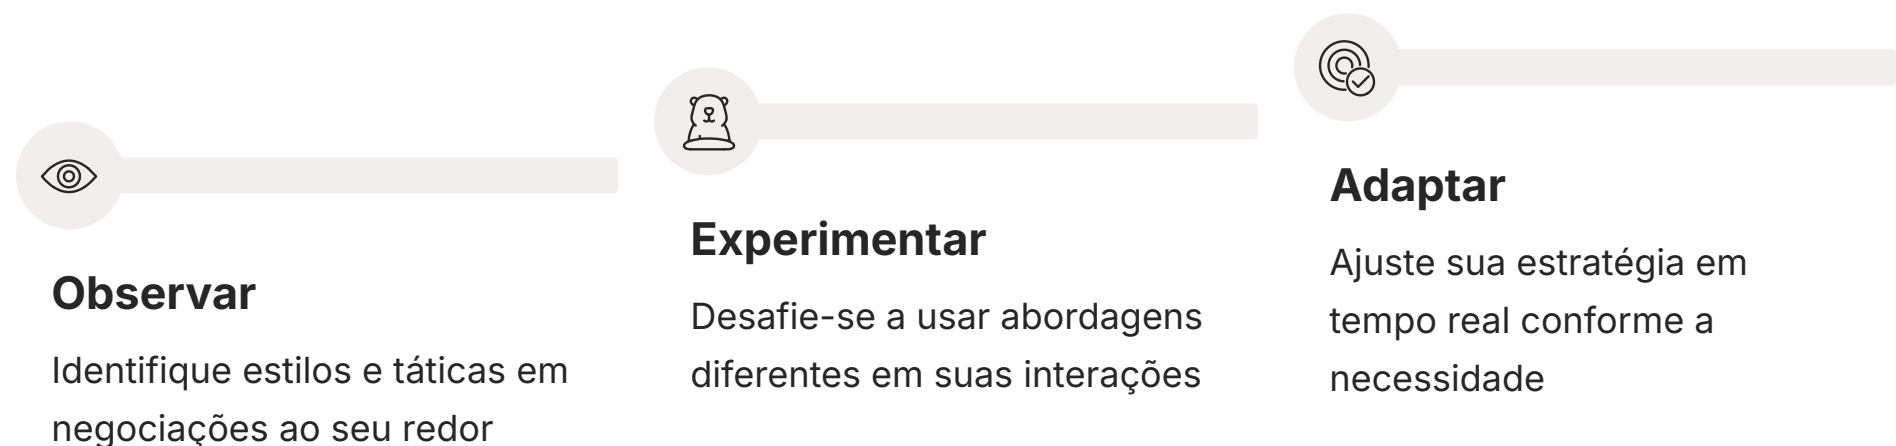 Observar
Identifique estilos e táticas em
negociações ao seu redor
Experimentar
Desafie-se a usar abordagens
diferentes em suas interações
Adaptar
Ajuste sua estratégia em
tempo real conforme a
necessidade